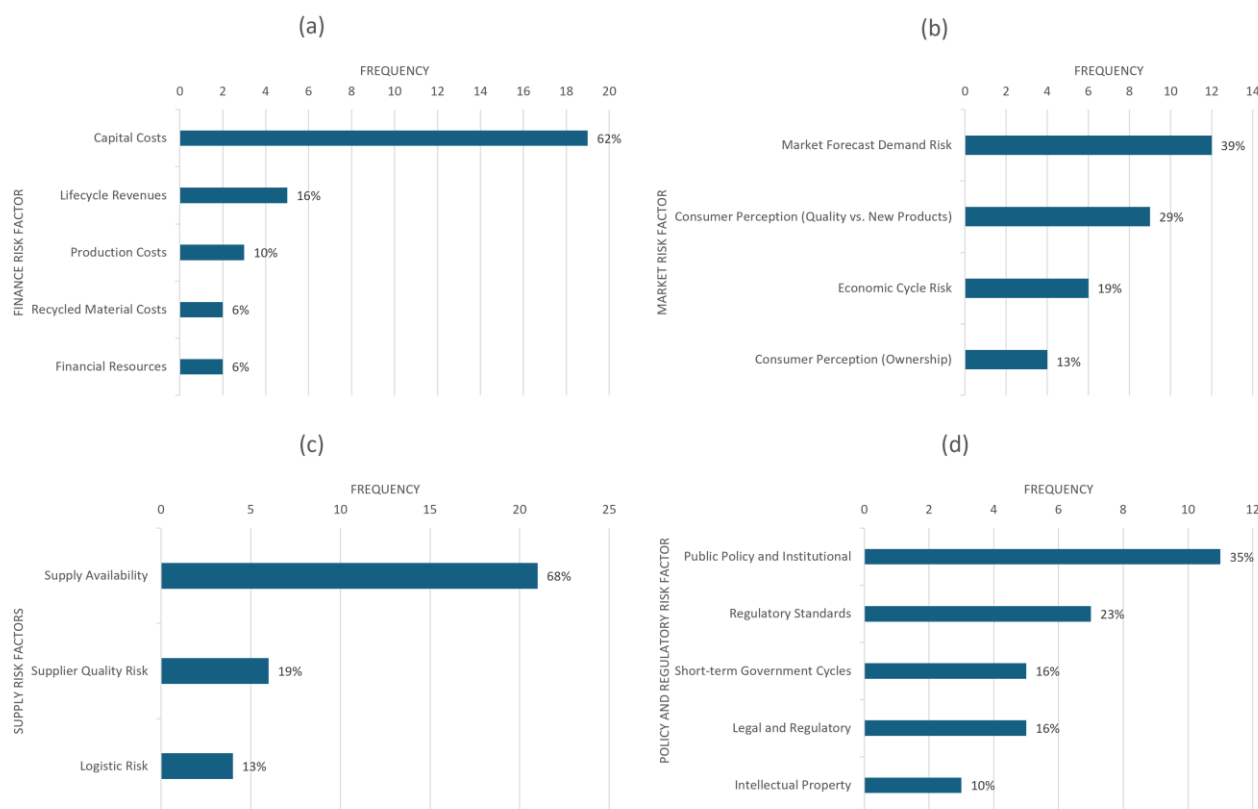 (a)
FREQUENCY
0 2 4 6 8 10 12 14 16 18 20
FINANCE RISK FACTOR
Capital Costs 62%
Lifecycle Revenues 16%
Production Costs 10%
Recycled Material Costs 6%
Financial Resources 6%
(b)
FREQUENCY
0 2 4 6 8 10 12 14
MARKET RISK FACTOR
Market Forecast Demand Risk 39%
Consumer Perception (Quality vs. New Products) 29%
Economic Cycle Risk 19%
Consumer Perception (Ownership) 13%
(c)
FREQUENCY
0 5 10 15 20 25
SUPPLY RISK FACTORS
Supply Availability 68%
Supplier Quality Risk 19%
Logistic Risk 13%
(d)
FREQUENCY
0 2 4 6 8 10 12
POLICY AND REGULATORY RISK FACTOR
Public Policy and Institutional 35%
Regulatory Standards 23%
Short-term Government Cycles 16%
Legal and Regulatory 16%
Intellectual Property 10%